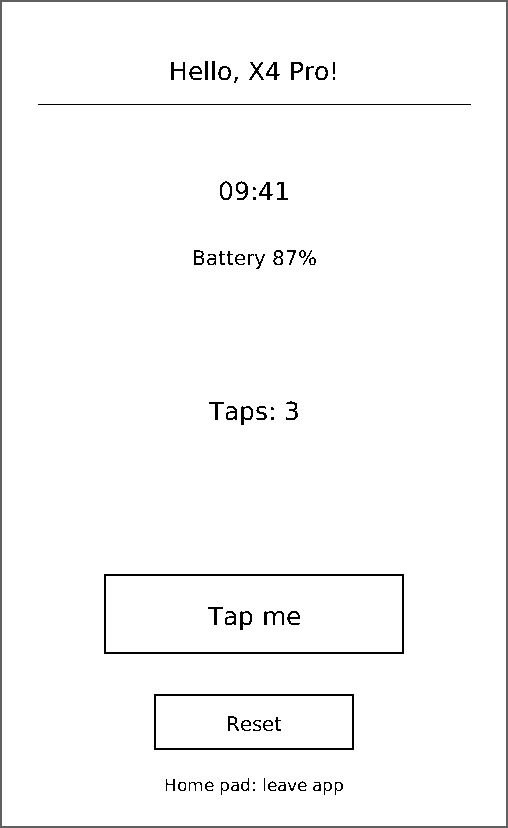 Hello, X4 Pro!
09:41
Battery 87%
Taps: 3
Tap me
Reset
Home pad: leave app